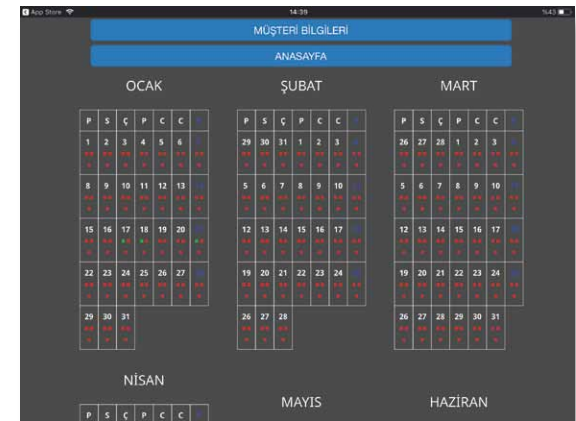 App Store 14:39 %43
MÜŞTERİ BİLGİLERİ
ANASAYFA
OCAK ŞUBAT MART
P S Ç P C C P S Ç P C C P S Ç P C C
1 2 3 4 5 6 29 30 31 1 2 3 26 27 28 1 2 3
8 9 10 11 12 13 5 6 7 8 9 10 5 6 7 8 9 10
15 16 17 18 19 20 12 13 14 15 16 17 12 13 14 15 16 17
22 23 24 25 26 27 19 20 21 22 23 24 19 20 21 22 23 24
29 30 31 26 27 28 26 27 28 29 30 31
NİSAN MAYIS HAZİRAN
P S Ç P C C